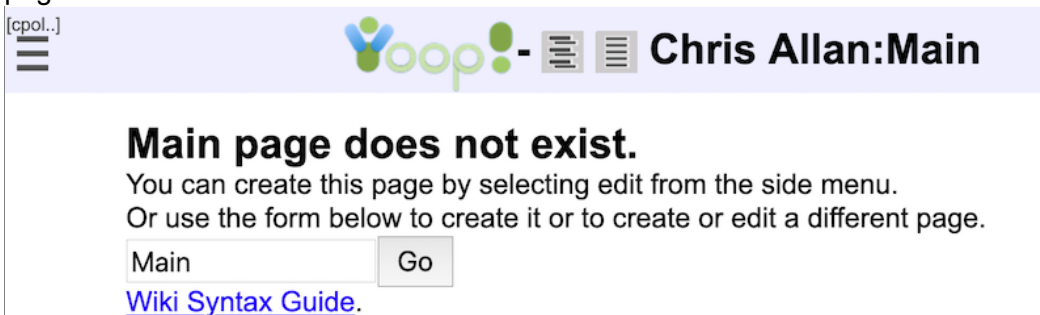 [cpol..]
Yoop!- Chris Allan:Main
Main page does not exist.
You can create this page by selecting edit from the side menu.
Or use the form below to create it or to create or edit a different page.
Main Go
Wiki Syntax Guide.